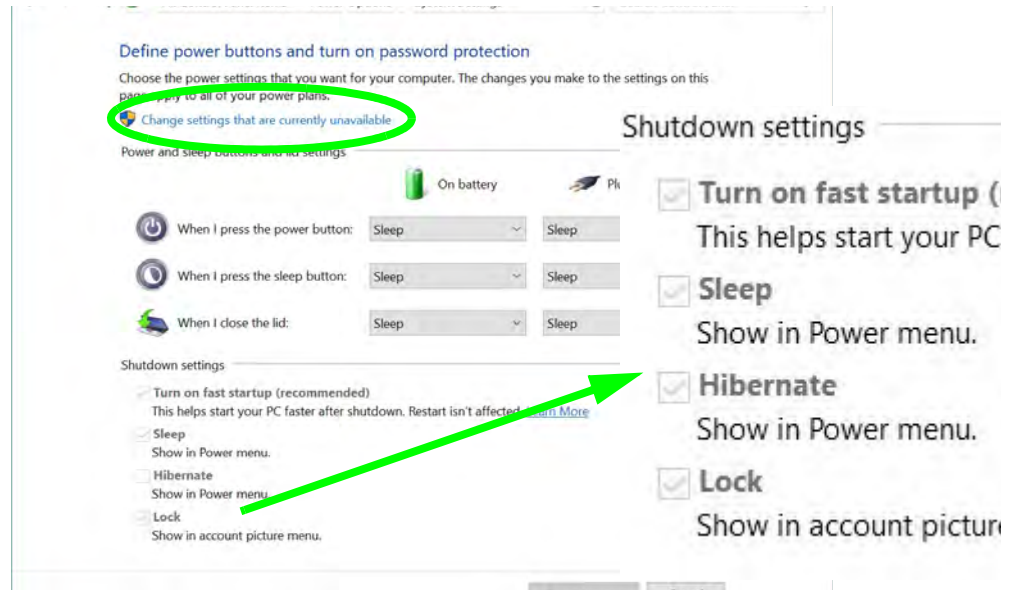 Define power buttons and turn on password protection
Choose the power settings that you want for your computer. The changes you make to the settings on this
page apply to all of your power plans.
Change settings that are currently unavailable
Power and sleep buttons and lid settings
On battery
When I press the power button: Sleep Sleep
When I press the sleep button: Sleep Sleep
When I close the lid: Sleep Sleep
Shutdown settings
Turn on fast startup (recommended)
This helps start your PC faster after shutdown. Restart isn't affected. Learn More
Sleep
Show in Power menu.
Hibernate
Show in Power menu.
Lock
Show in account picture menu.
Shutdown settings
Turn on fast startup (
This helps start your PC
Sleep
Show in Power menu.
Hibernate
Show in Power menu.
Lock
Show in account picture